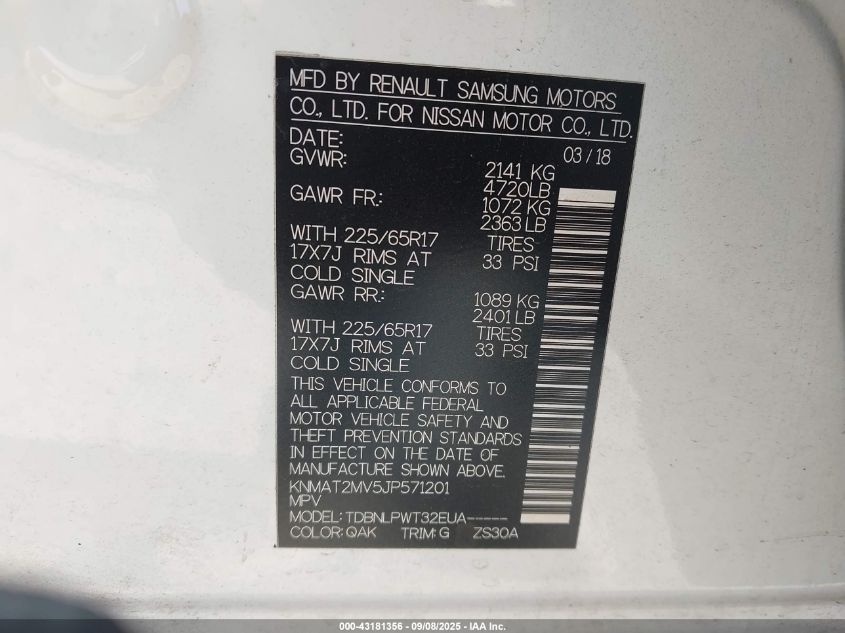 MFD BY RENAULT SAMSUNG MOTORS
CO., LTD. FOR NISSAN MOTOR CO., LTD.
DATE: 03/18
GVWR: 2141 KG
4720LB
GAWR FR: 1072 KG
2363 LB
WITH 225/65R17 TIRES
17X7J RIMS AT 33 PSI
COLD SINGLE
GAWR RR: 1089 KG
2401 LB
WITH 225/65R17 TIRES
17X7J RIMS AT 33 PSI
COLD SINGLE
THIS VEHICLE CONFORMS TO
ALL APPLICABLE FEDERAL
MOTOR VEHICLE SAFETY AND
THEFT PREVENTION STANDARDS
IN EFFECT ON THE DATE OF
MANUFACTURE SHOWN ABOVE.
KNMAT2MV5JP571201
MPV
MODEL: TDBNLPWT32EUA-----
COLOR: QAK TRIM: G ZS30A
000-43181356 - 09/08/2025 - IAA Inc.